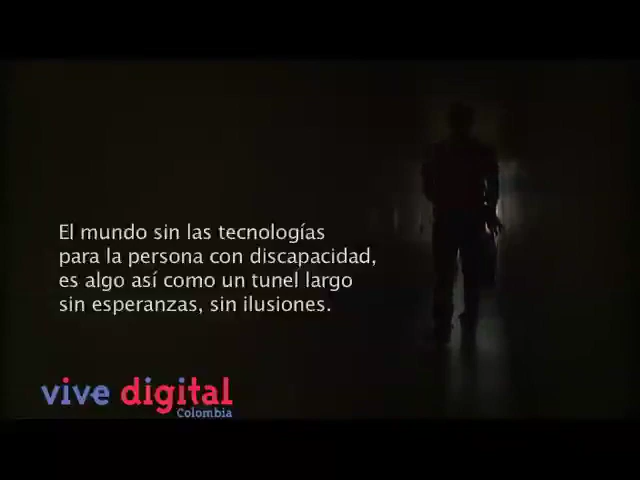 El mundo sin las tecnologías
para la persona con discapacidad,
es algo así como un tunel largo
sin esperanzas, sin ilusiones.
vive digital
Colombia